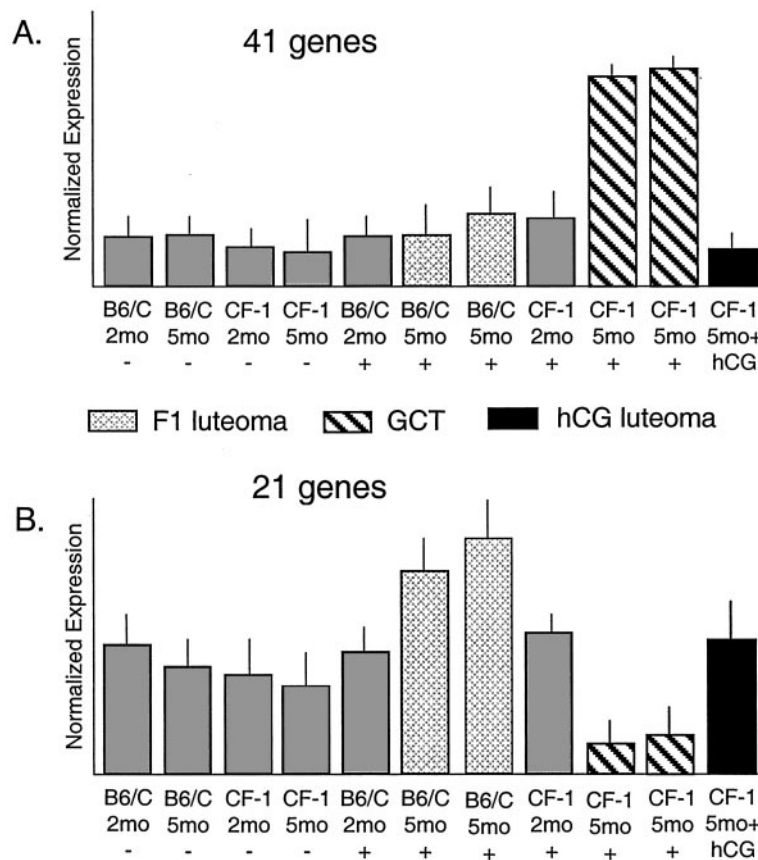 A.
41 genes
Normalized Expression
B6/C B6/C CF-1 CF-1 B6/C B6/C B6/C CF-1 CF-1 CF-1 CF-1
2mo 5mo 2mo 5mo 2mo 5mo 5mo 2mo 5mo 5mo 5mo+
- - - - + + + + + + hCG
F1 luteoma GCT hCG luteoma
21 genes
B.
Normalized Expression
B6/C B6/C CF-1 CF-1 B6/C B6/C B6/C CF-1 CF-1 CF-1 CF-1
2mo 5mo 2mo 5mo 2mo 5mo 5mo 2mo 5mo 5mo 5mo+
- - - - + + + + + + hCG